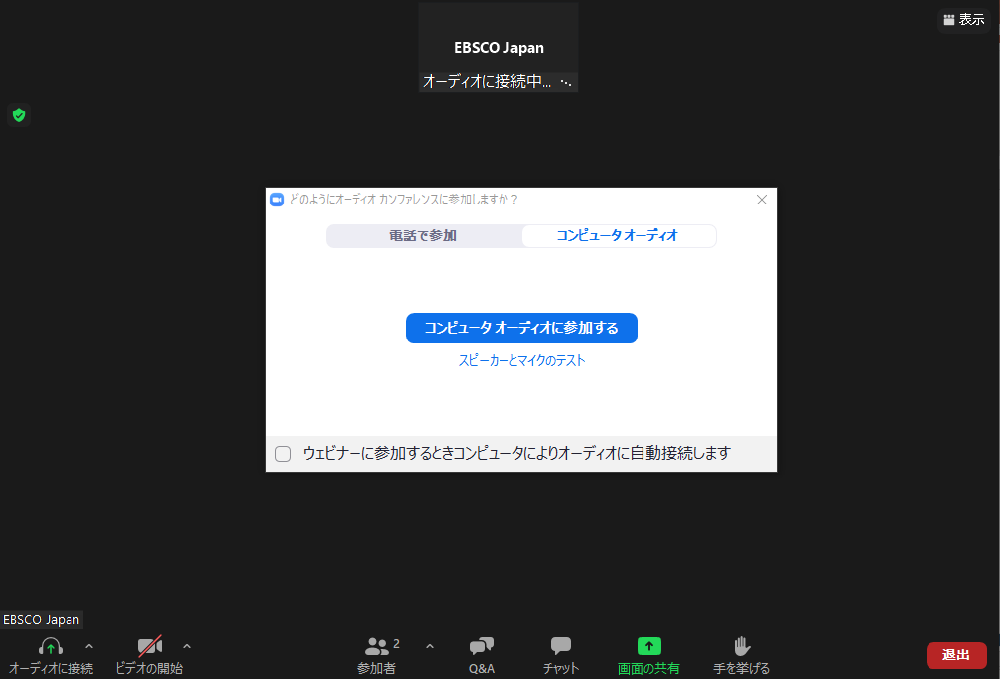 表示
EBSCO Japan
オーディオに接続中...
どのようにオーディオ カンファレンスに参加しますか？
電話で参加
コンピュータ オーディオ
コンピュータ オーディオに参加する
スピーカーとマイクのテスト
ウェビナーに参加するときコンピュータによりオーディオに自動接続します
EBSCO Japan
オーディオに接続
ビデオの開始
参加者
2
Q&A
チャット
画面の共有
手を挙げる
退出